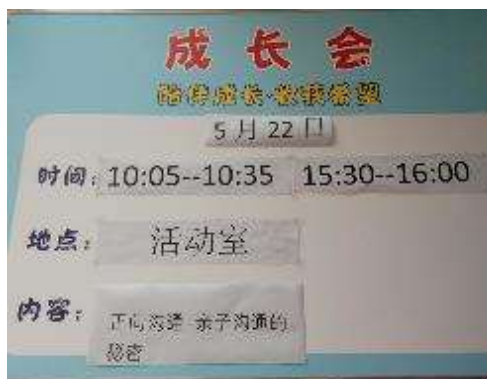 成长会
陪伴成长·收获希望
5月22日
时间：10:05--10:35 15:30--16:00
地点：活动室
内容：正向沟通-亲子沟通的
秘密